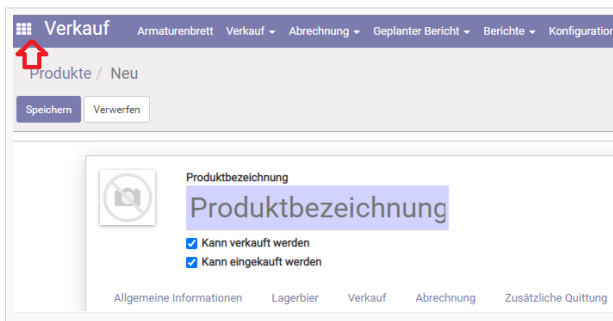 Verkauf Armaturenbrett Verkauf Abrechnung Geplanter Bericht Berichte Konfiguration
Produkte / Neu
Speichern Verwerfen
Produktbezeichnung
Produktbezeichnung
Kann verkauft werden
Kann eingekauft werden
Allgemeine Informationen Lagerbier Verkauf Abrechnung Zusätzliche Quittung